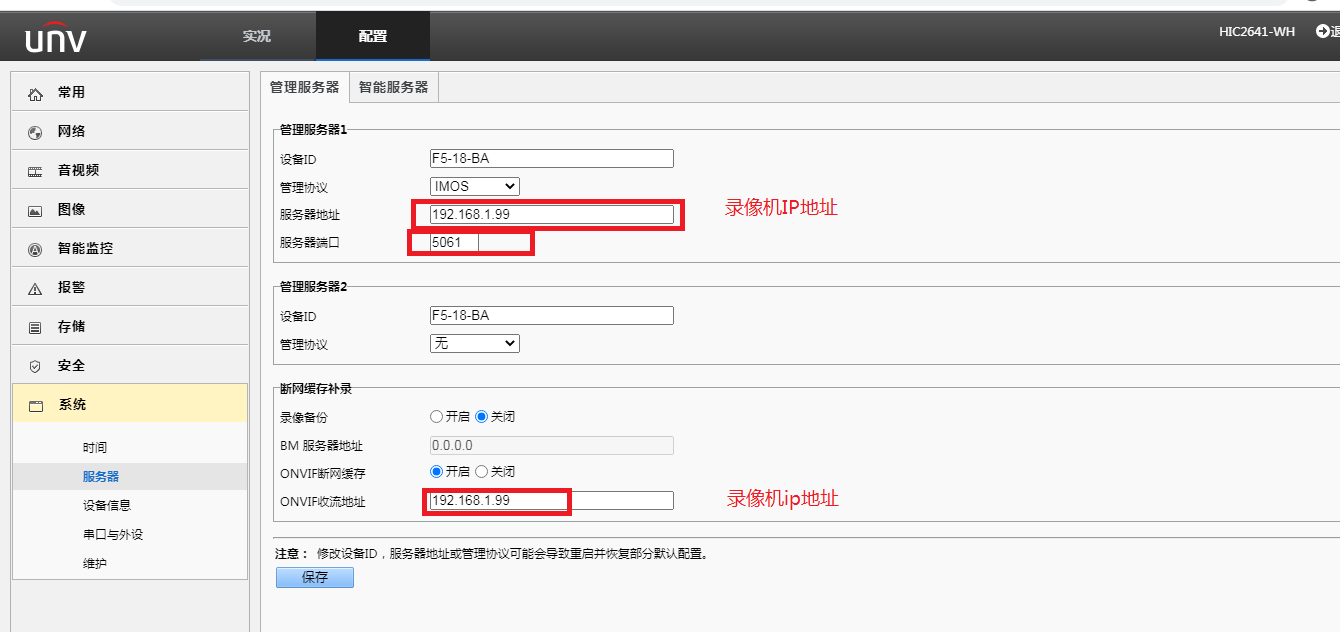 unv
实况
配置
HIC2641-WH
退
常用
网络
音视频
图像
智能监控
报警
存储
安全
系统
时间
服务器
设备信息
串口与外设
维护
管理服务器 智能服务器
管理服务器1
设备ID F5-18-BA
管理协议 IMOS
服务器地址 192.168.1.99 录像机IP地址
服务器端口 5061
管理服务器2
设备ID F5-18-BA
管理协议 无
断网缓存补录
录像备份 开启 关闭
BM 服务器地址 0.0.0.0
ONVIF断网缓存 开启 关闭
ONVIF收流地址 192.168.1.99 录像机ip地址
注意： 修改设备ID，服务器地址或管理协议可能会导致重启并恢复部分默认配置。
保存